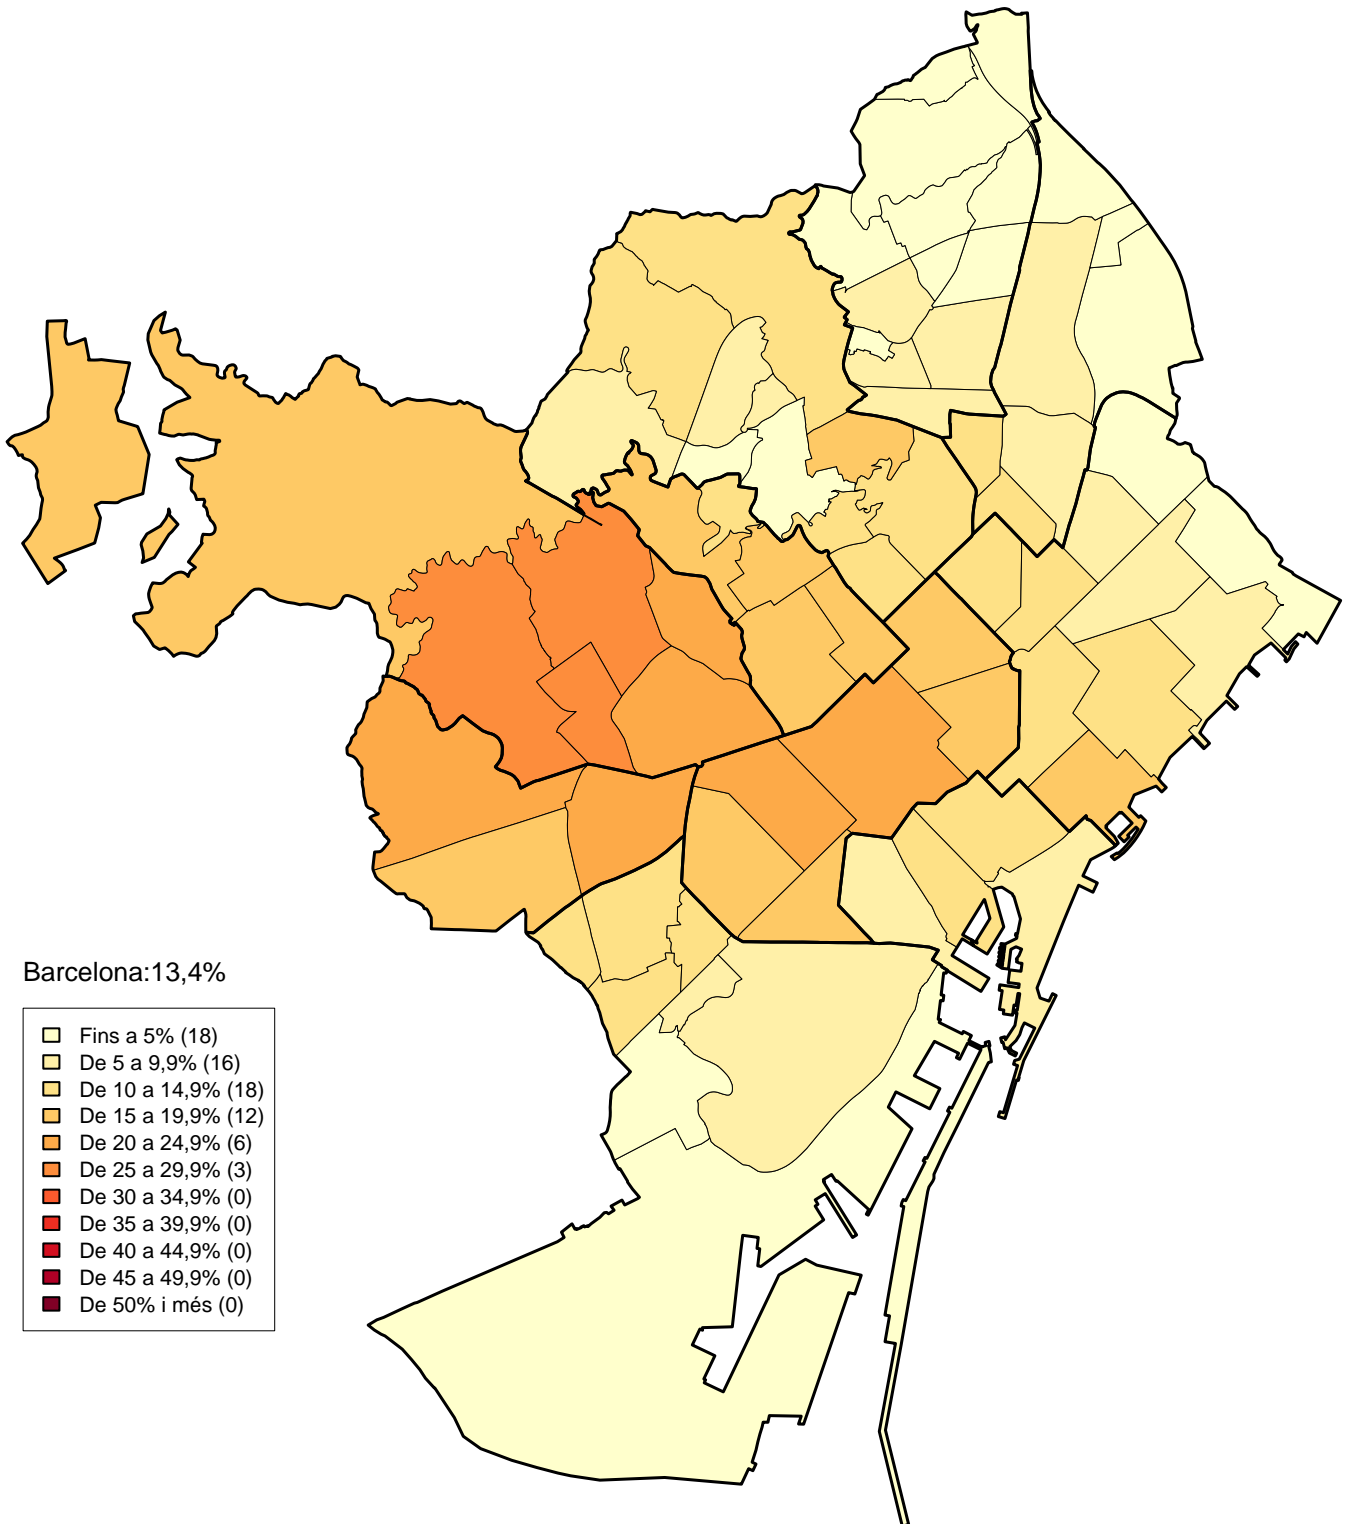 Barcelona:13,4%
Fins a 5% (18)
De 5 a 9,9% (16)
De 10 a 14,9% (18)
De 15 a 19,9% (12)
De 20 a 24,9% (6)
De 25 a 29,9% (3)
De 30 a 34,9% (0)
De 35 a 39,9% (0)
De 40 a 44,9% (0)
De 45 a 49,9% (0)
De 50% i més (0)